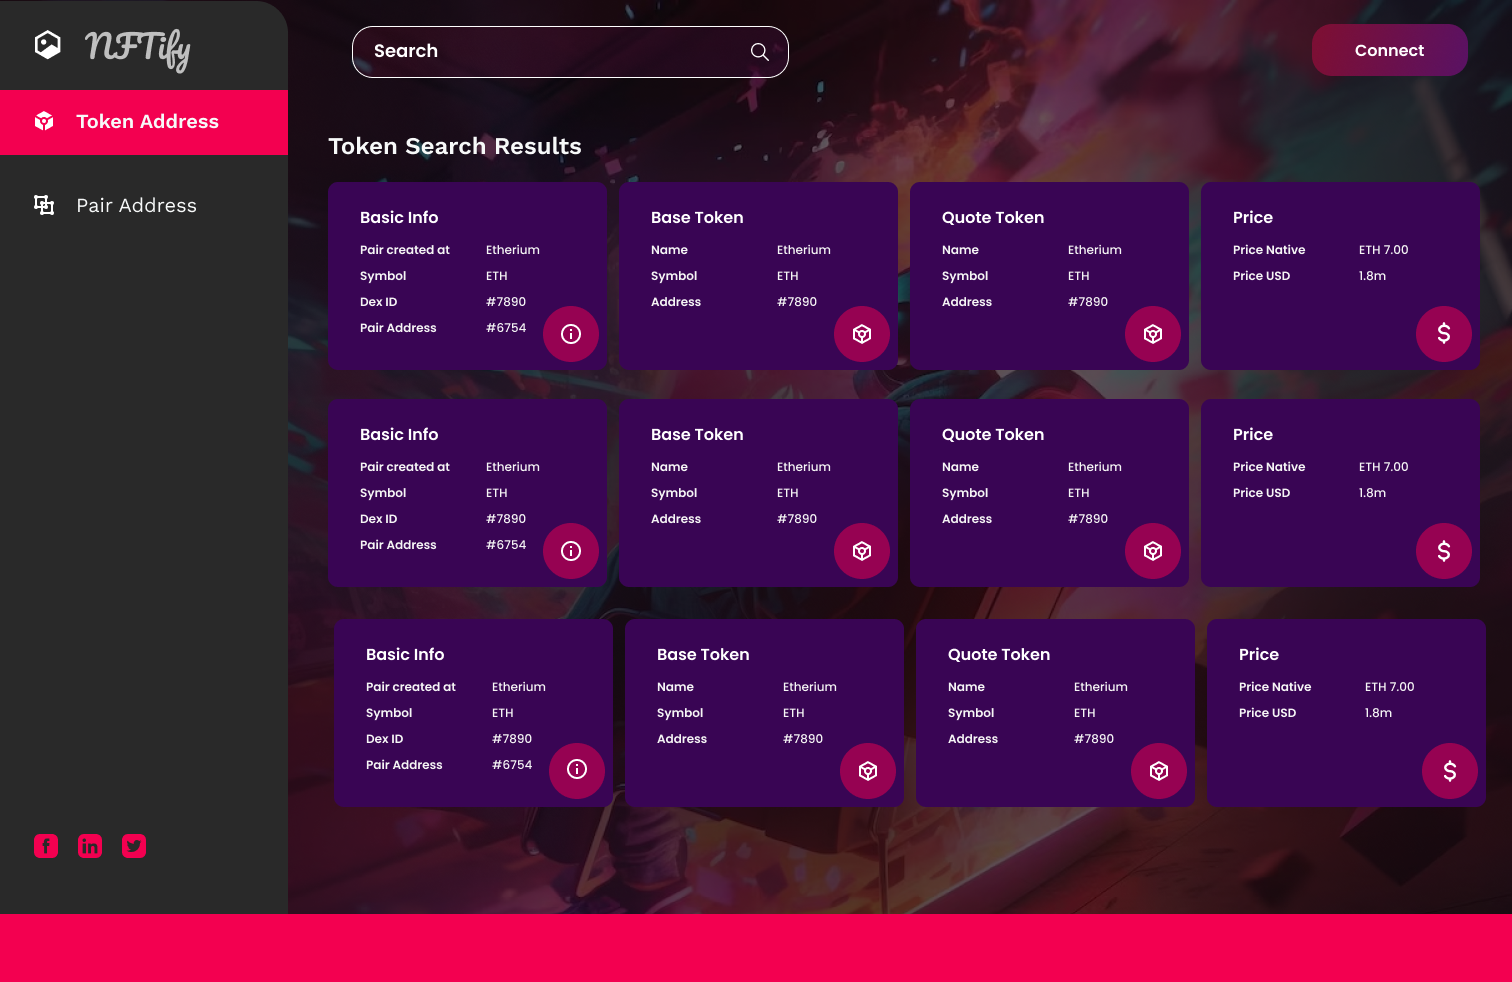 NFTify
Search
Connect
Token Address
Pair Address
Token Search Results
Basic Info
Pair created at Etherium
Symbol ETH
Dex ID #7890
Pair Address #6754
Base Token
Name Etherium
Symbol ETH
Address #7890
Quote Token
Name Etherium
Symbol ETH
Address #7890
Price
Price Native ETH 7.00
Price USD 1.8m
Basic Info
Pair created at Etherium
Symbol ETH
Dex ID #7890
Pair Address #6754
Base Token
Name Etherium
Symbol ETH
Address #7890
Quote Token
Name Etherium
Symbol ETH
Address #7890
Price
Price Native ETH 7.00
Price USD 1.8m
Basic Info
Pair created at Etherium
Symbol ETH
Dex ID #7890
Pair Address #6754
Base Token
Name Etherium
Symbol ETH
Address #7890
Quote Token
Name Etherium
Symbol ETH
Address #7890
Price
Price Native ETH 7.00
Price USD 1.8m